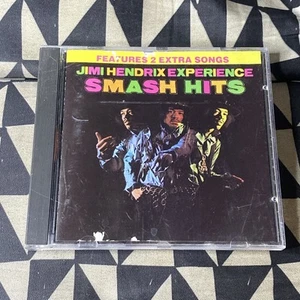 FEATURES 2 EXTRA SONGS
JIMI HENDRIX EXPERIENCE
SMASH HITS